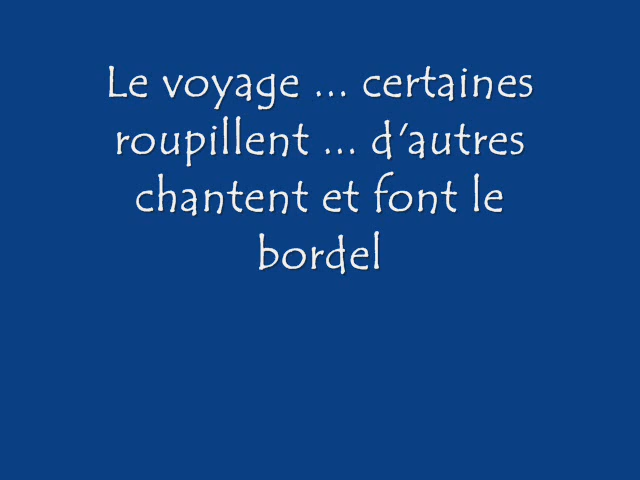 Le voyage ... certaines
roupillent ... d'autres
chantent et font le
bordel